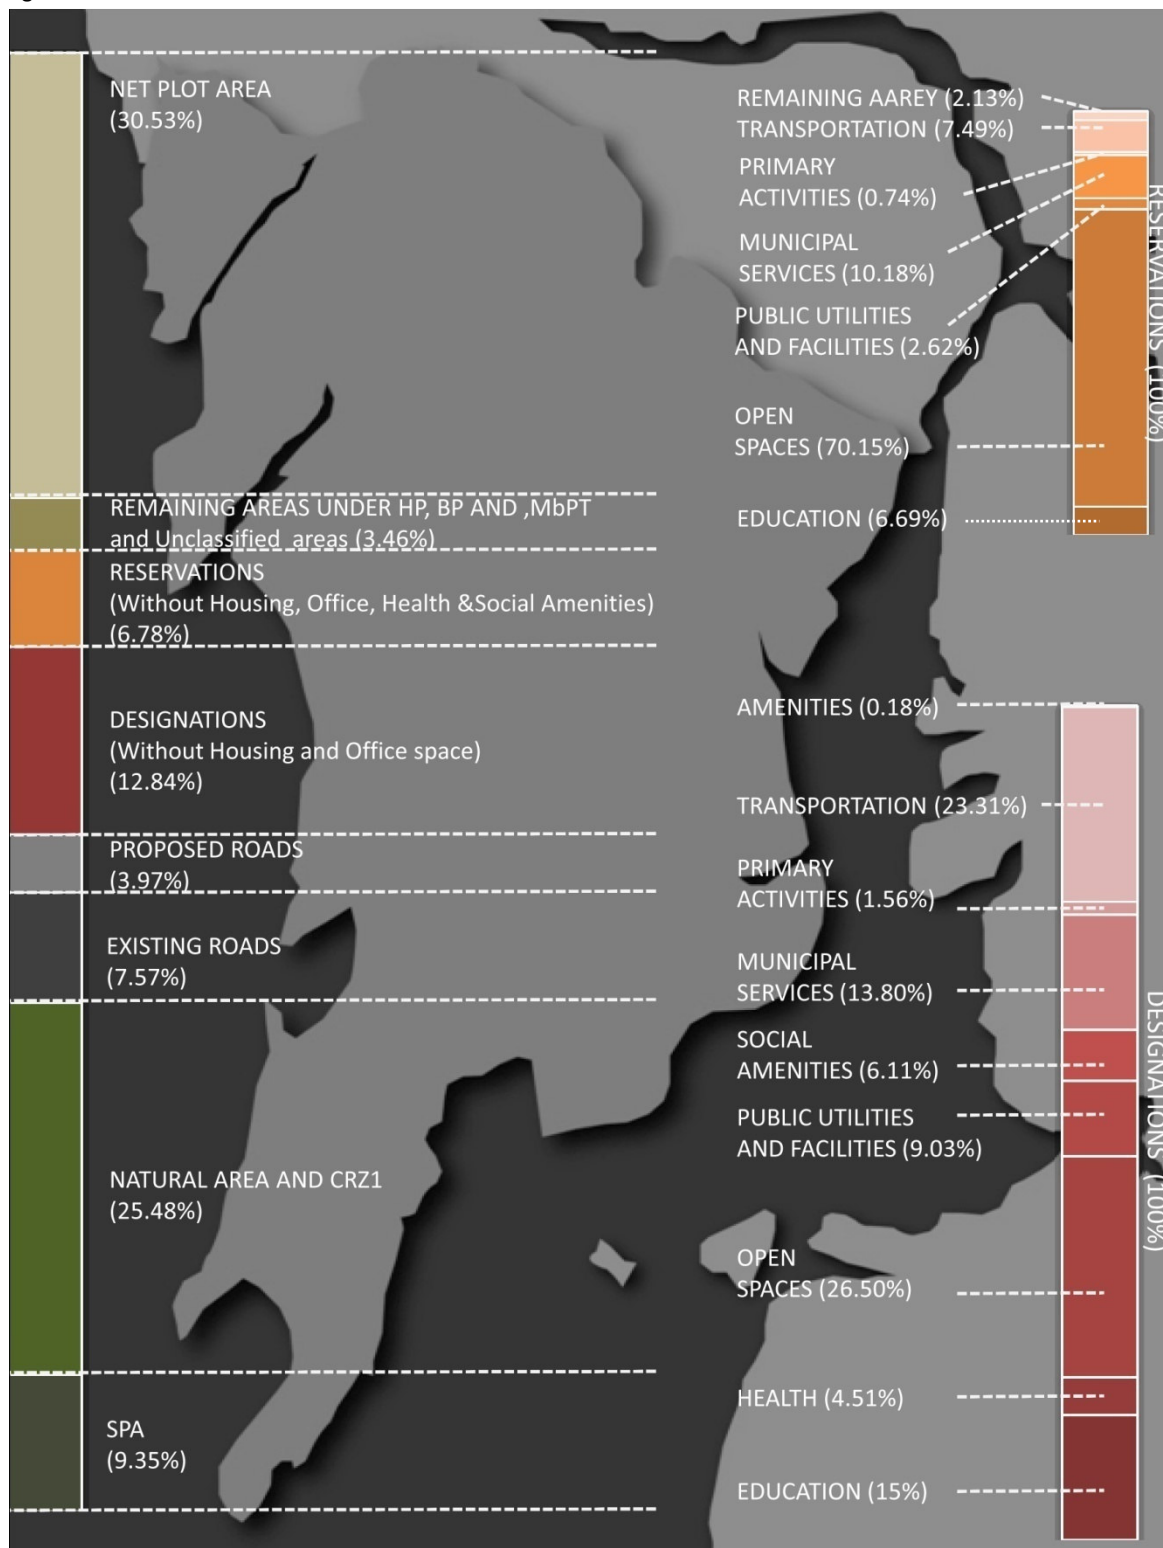 NET PLOT AREA
(30.53%)
REMAINING AREAS UNDER HP, BP AND ,MbPT
and Unclassified areas (3.46%)
RESERVATIONS
(Without Housing, Office, Health &Social Amenities)
(6.78%)
DESIGNATIONS
(Without Housing and Office space)
(12.84%)
PROPOSED ROADS
(3.97%)
EXISTING ROADS
(7.57%)
NATURAL AREA AND CRZ1
(25.48%)
SPA
(9.35%)
REMAINING AAREY (2.13%)
TRANSPORTATION (7.49%)
PRIMARY
ACTIVITIES (0.74%)
MUNICIPAL
SERVICES (10.18%)
PUBLIC UTILITIES
AND FACILITIES (2.62%)
OPEN
SPACES (70.15%)
EDUCATION (6.69%)
RESERVATIONS (100%)
AMENITIES (0.18%)
TRANSPORTATION (23.31%)
PRIMARY
ACTIVITIES (1.56%)
MUNICIPAL
SERVICES (13.80%)
SOCIAL
AMENITIES (6.11%)
PUBLIC UTILITIES
AND FACILITIES (9.03%)
OPEN
SPACES (26.50%)
HEALTH (4.51%)
EDUCATION (15%)
DESIGNATIONS (100%)